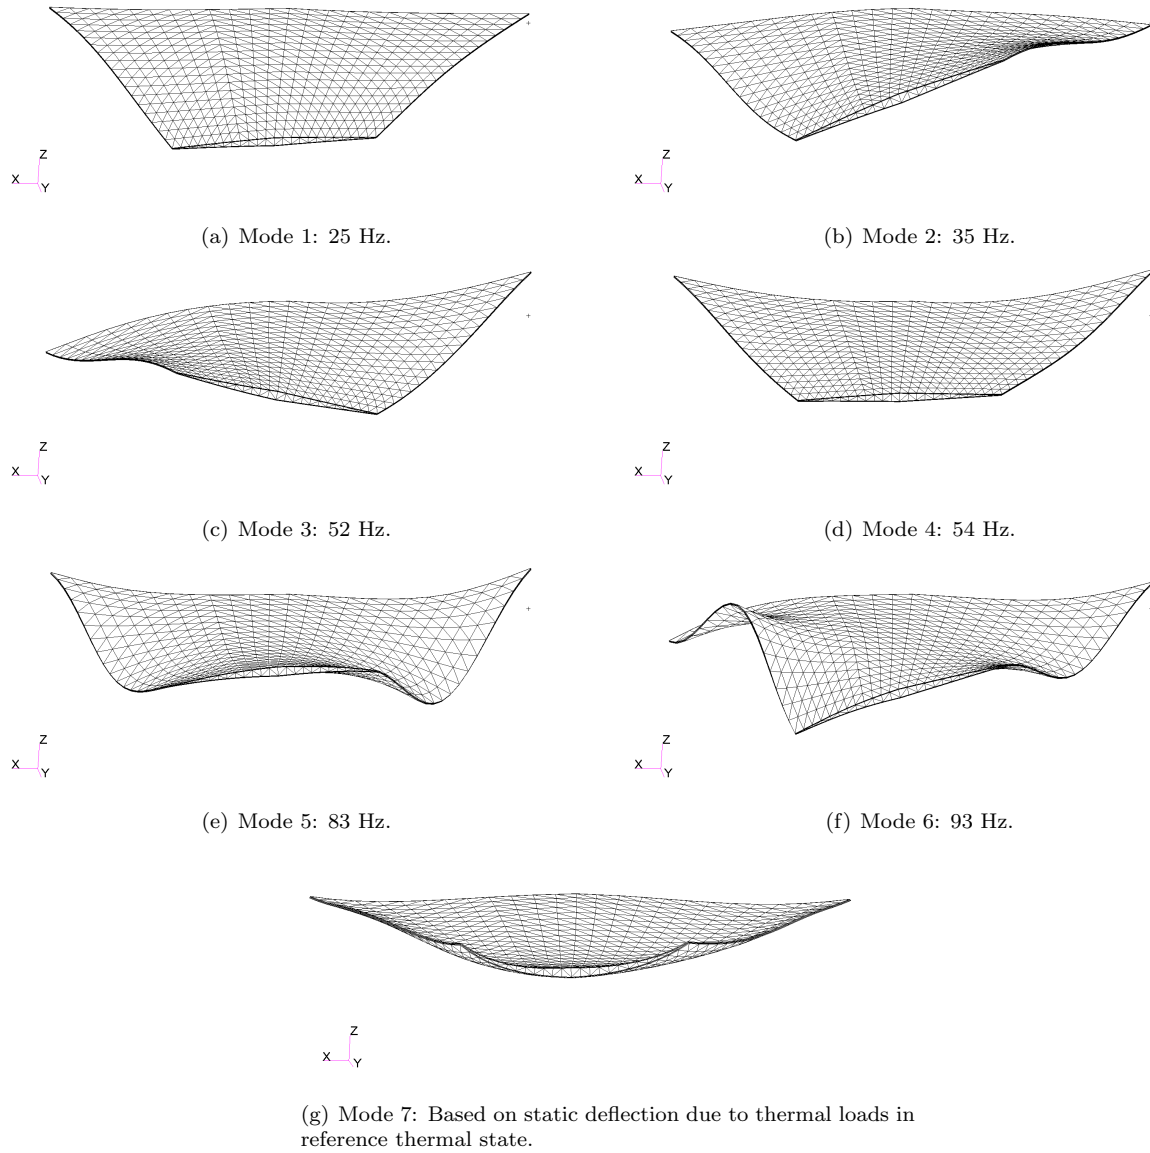 Z
X
Y
Z
X
Y
(a) Mode 1: 25 Hz.
(b) Mode 2: 35 Hz.
Z
X
Y
Z
X
Y
(c) Mode 3: 52 Hz.
(d) Mode 4: 54 Hz.
Z
X
Y
Z
X
Y
(e) Mode 5: 83 Hz.
(f) Mode 6: 93 Hz.
Z
X
Y
(g) Mode 7: Based on static deflection due to thermal loads in
reference thermal state.